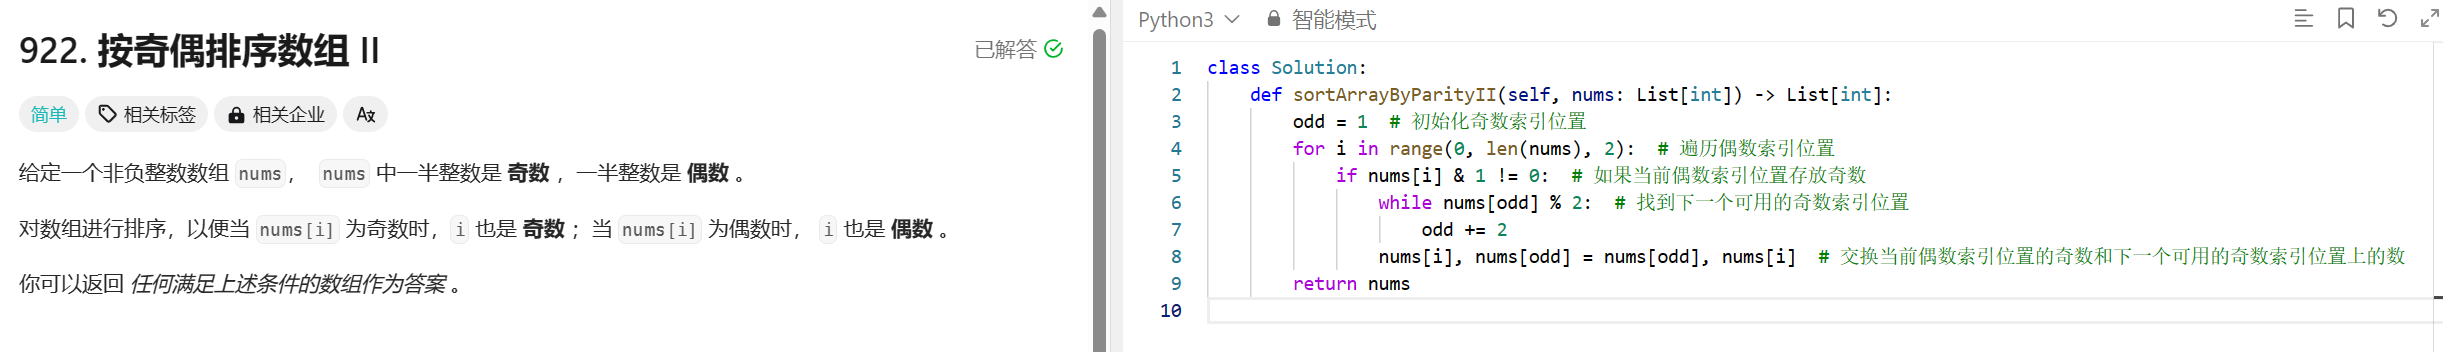 922. 按奇偶排序数组 II
已解答
简单 相关标签 相关企业
给定一个非负整数数组 nums， nums 中一半整数是 奇数 ，一半整数是 偶数 。
对数组进行排序，以便当 nums[i] 为奇数时， i 也是 奇数 ；当 nums[i] 为偶数时， i 也是 偶数 。
你可以返回 任何满足上述条件的数组作为答案 。
Python3 智能模式
1 class Solution:
2     def sortArrayByParityII(self, nums: List[int]) -> List[int]:
3         odd = 1  # 初始化奇数索引位置
4         for i in range(0, len(nums), 2):  # 遍历偶数索引位置
5             if nums[i] & 1 != 0:  # 如果当前偶数索引位置存放奇数
6                 while nums[odd] % 2:  # 找到下一个可用的奇数索引位置
7                     odd += 2
8                 nums[i], nums[odd] = nums[odd], nums[i]  # 交换当前偶数索引位置的奇数和下一个可用的奇数索引位置上的数
9         return nums
10